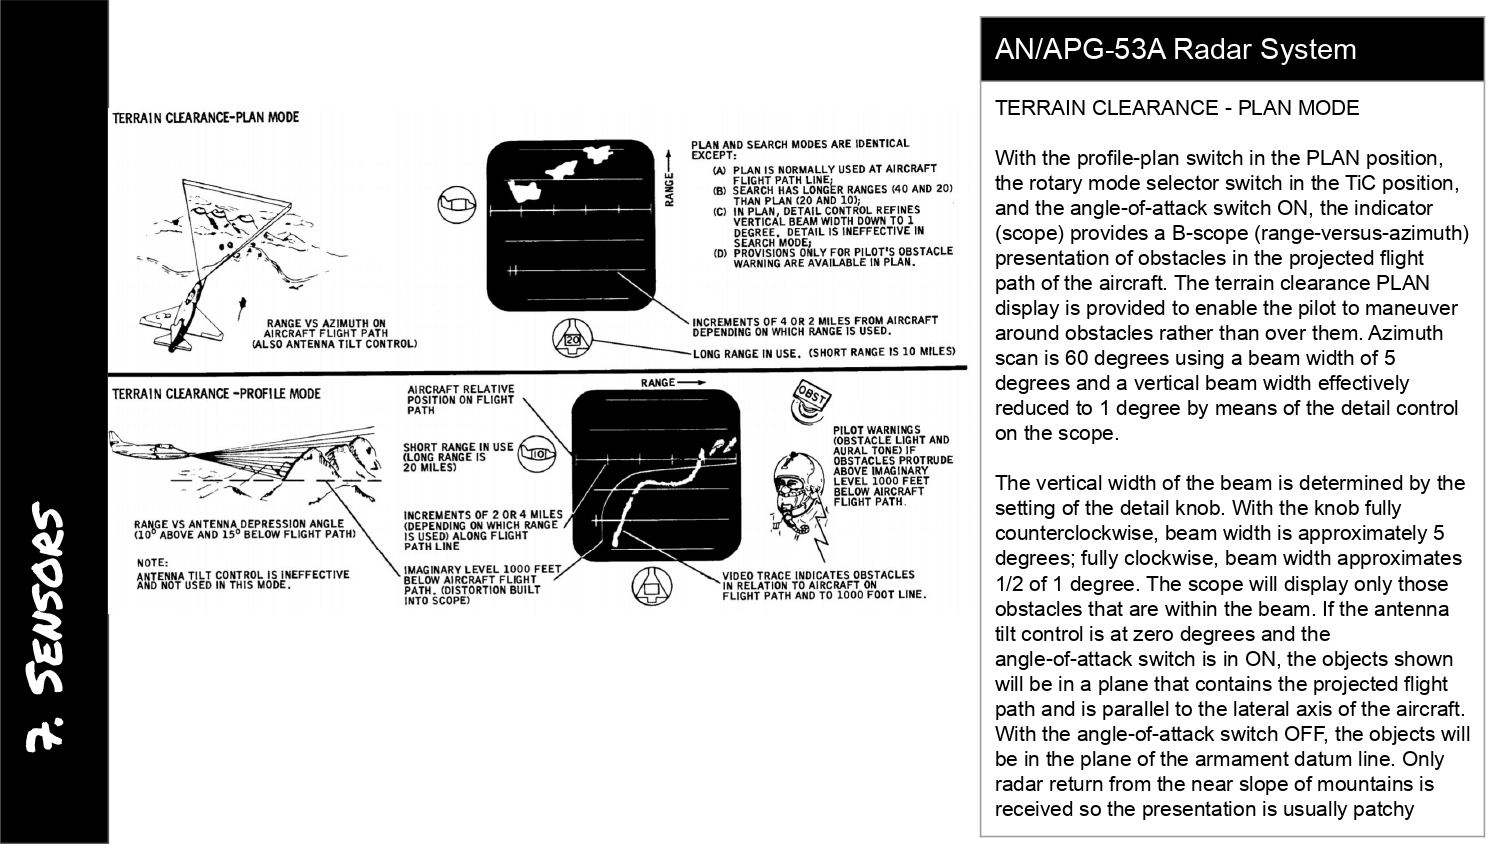 7. SENSORS
TERRAIN CLEARANCE-PLAN MODE
RANGE VS AZIMUTH ON
AIRCRAFT FLIGHT PATH
(ALSO ANTENNA TILT CONTROL)
RANGE
PLAN AND SEARCH MODES ARE IDENTICAL
EXCEPT:
(A) PLAN IS NORMALLY USED AT AIRCRAFT
FLIGHT PATH LINE;
(B) SEARCH HAS LONGER RANGES (40 AND 20)
THAN PLAN (20 AND 10);
(C) IN PLAN, DETAIL CONTROL REFINES
VERTICAL BEAM WIDTH DOWN TO 1
DEGREE. DETAIL IS INEFFECTIVE IN
SEARCH MODE;
(D) PROVISIONS ONLY FOR PILOT'S OBSTACLE
WARNING ARE AVAILABLE IN PLAN.
INCREMENTS OF 4 OR 2 MILES FROM AIRCRAFT
DEPENDING ON WHICH RANGE IS USED.
20
LONG RANGE IN USE. (SHORT RANGE IS 10 MILES)
TERRAIN CLEARANCE -PROFILE MODE
RANGE VS ANTENNA DEPRESSION ANGLE
(10° ABOVE AND 15° BELOW FLIGHT PATH)
NOTE:
ANTENNA TILT CONTROL IS INEFFECTIVE
AND NOT USED IN THIS MODE.
AIRCRAFT RELATIVE
POSITION ON FLIGHT
PATH
SHORT RANGE IN USE
(LONG RANGE IS
20 MILES)
10
INCREMENTS OF 2 OR 4 MILES
(DEPENDING ON WHICH RANGE
IS USED) ALONG FLIGHT
PATH LINE
IMAGINARY LEVEL 1000 FEET
BELOW AIRCRAFT FLIGHT
PATH. (DISTORTION BUILT
INTO SCOPE)
RANGE
OBST
PILOT WARNINGS
(OBSTACLE LIGHT AND
AURAL TONE) IF
OBSTACLES PROTRUDE
ABOVE IMAGINARY
LEVEL 1000 FEET
BELOW AIRCRAFT
FLIGHT PATH.
VIDEO TRACE INDICATES OBSTACLES
IN RELATION TO AIRCRAFT ON
FLIGHT PATH AND TO 1000 FOOT LINE.
AN/APG-53A Radar System
TERRAIN CLEARANCE - PLAN MODE
With the profile-plan switch in the PLAN position,
the rotary mode selector switch in the TiC position,
and the angle-of-attack switch ON, the indicator
(scope) provides a B-scope (range-versus-azimuth)
presentation of obstacles in the projected flight
path of the aircraft. The terrain clearance PLAN
display is provided to enable the pilot to maneuver
around obstacles rather than over them. Azimuth
scan is 60 degrees using a beam width of 5
degrees and a vertical beam width effectively
reduced to 1 degree by means of the detail control
on the scope.
The vertical width of the beam is determined by the
setting of the detail knob. With the knob fully
counterclockwise, beam width is approximately 5
degrees; fully clockwise, beam width approximates
1/2 of 1 degree. The scope will display only those
obstacles that are within the beam. If the antenna
tilt control is at zero degrees and the
angle-of-attack switch is in ON, the objects shown
will be in a plane that contains the projected flight
path and is parallel to the lateral axis of the aircraft.
With the angle-of-attack switch OFF, the objects will
be in the plane of the armament datum line. Only
radar return from the near slope of mountains is
received so the presentation is usually patchy